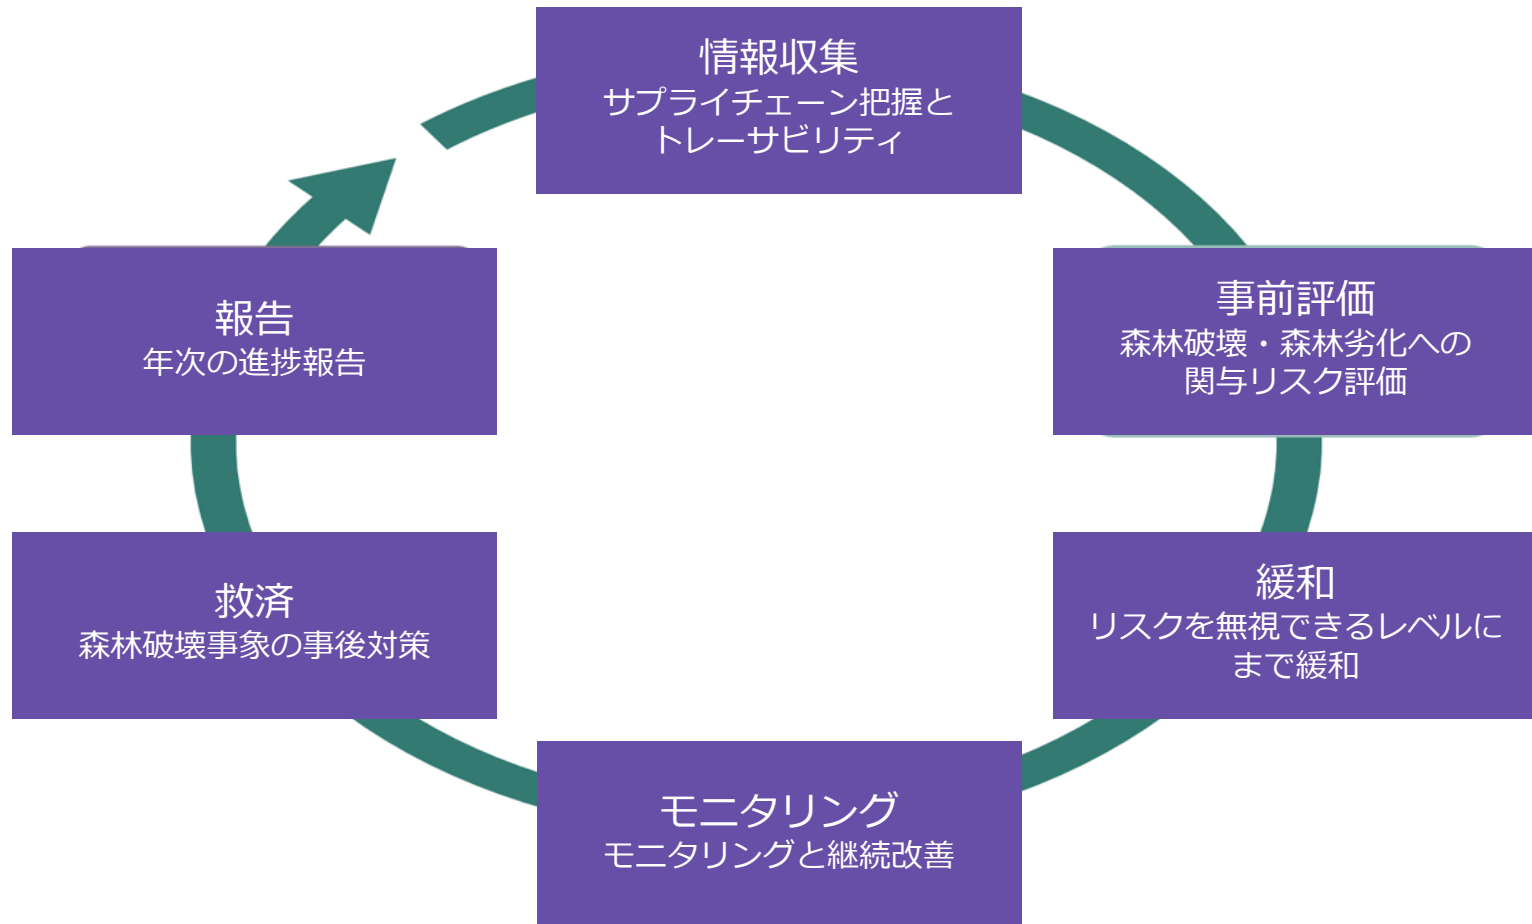 情報収集
サプライチェーン把握と
トレーサビリティ
事前評価
森林破壊・森林劣化への
関与リスク評価
緩和
リスクを無視できるレベルに
まで緩和
モニタリング
モニタリングと継続改善
救済
森林破壊事象の事後対策
報告
年次の進捗報告